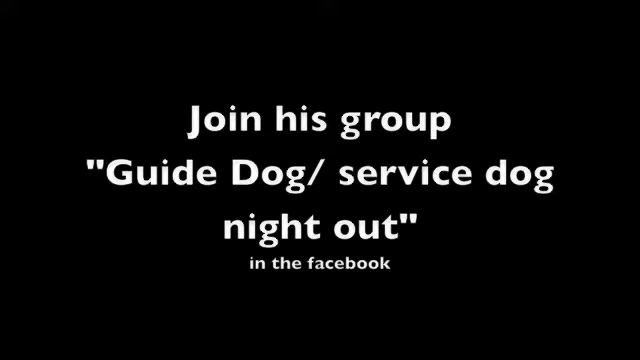 Join his group
"Guide Dog/ service dog
night out"
in the facebook